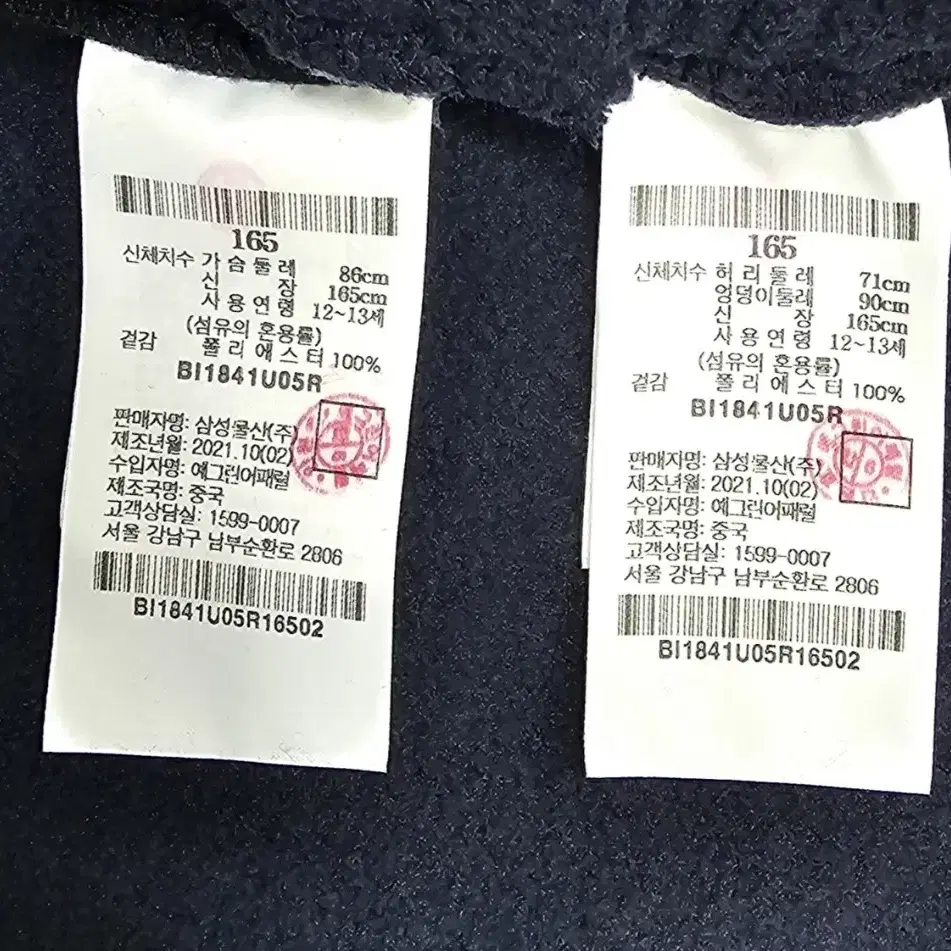 165
신체치수 가 슴 둘 레 86cm
신 장 165cm
사 용 연 령 12~13세
(섬유의 혼용률)
겉감 폴 리 에 스 터 100%
BI1841U05R
판매자명: 삼성물산(주)
제조년월: 2021.10(02)
수입자명: 예그린어패럴
제조국명: 중국
고객상담실: 1599-0007
서울 강남구 남부순환로 2806
BI1841U05R16502
165
신체치수 허 리 둘 레 71cm
엉덩이둘레 90cm
신 장 165cm
사 용 연 령 12~13세
(섬유의 혼용률)
겉감 폴 리 에 스 터 100%
BI1841U05R
판매자명: 삼성물산(주)
제조년월: 2021.10(02)
수입자명: 예그린어패럴
제조국명: 중국
고객상담실: 1599-0007
서울 강남구 남부순환로 2806
BI1841U05R16502